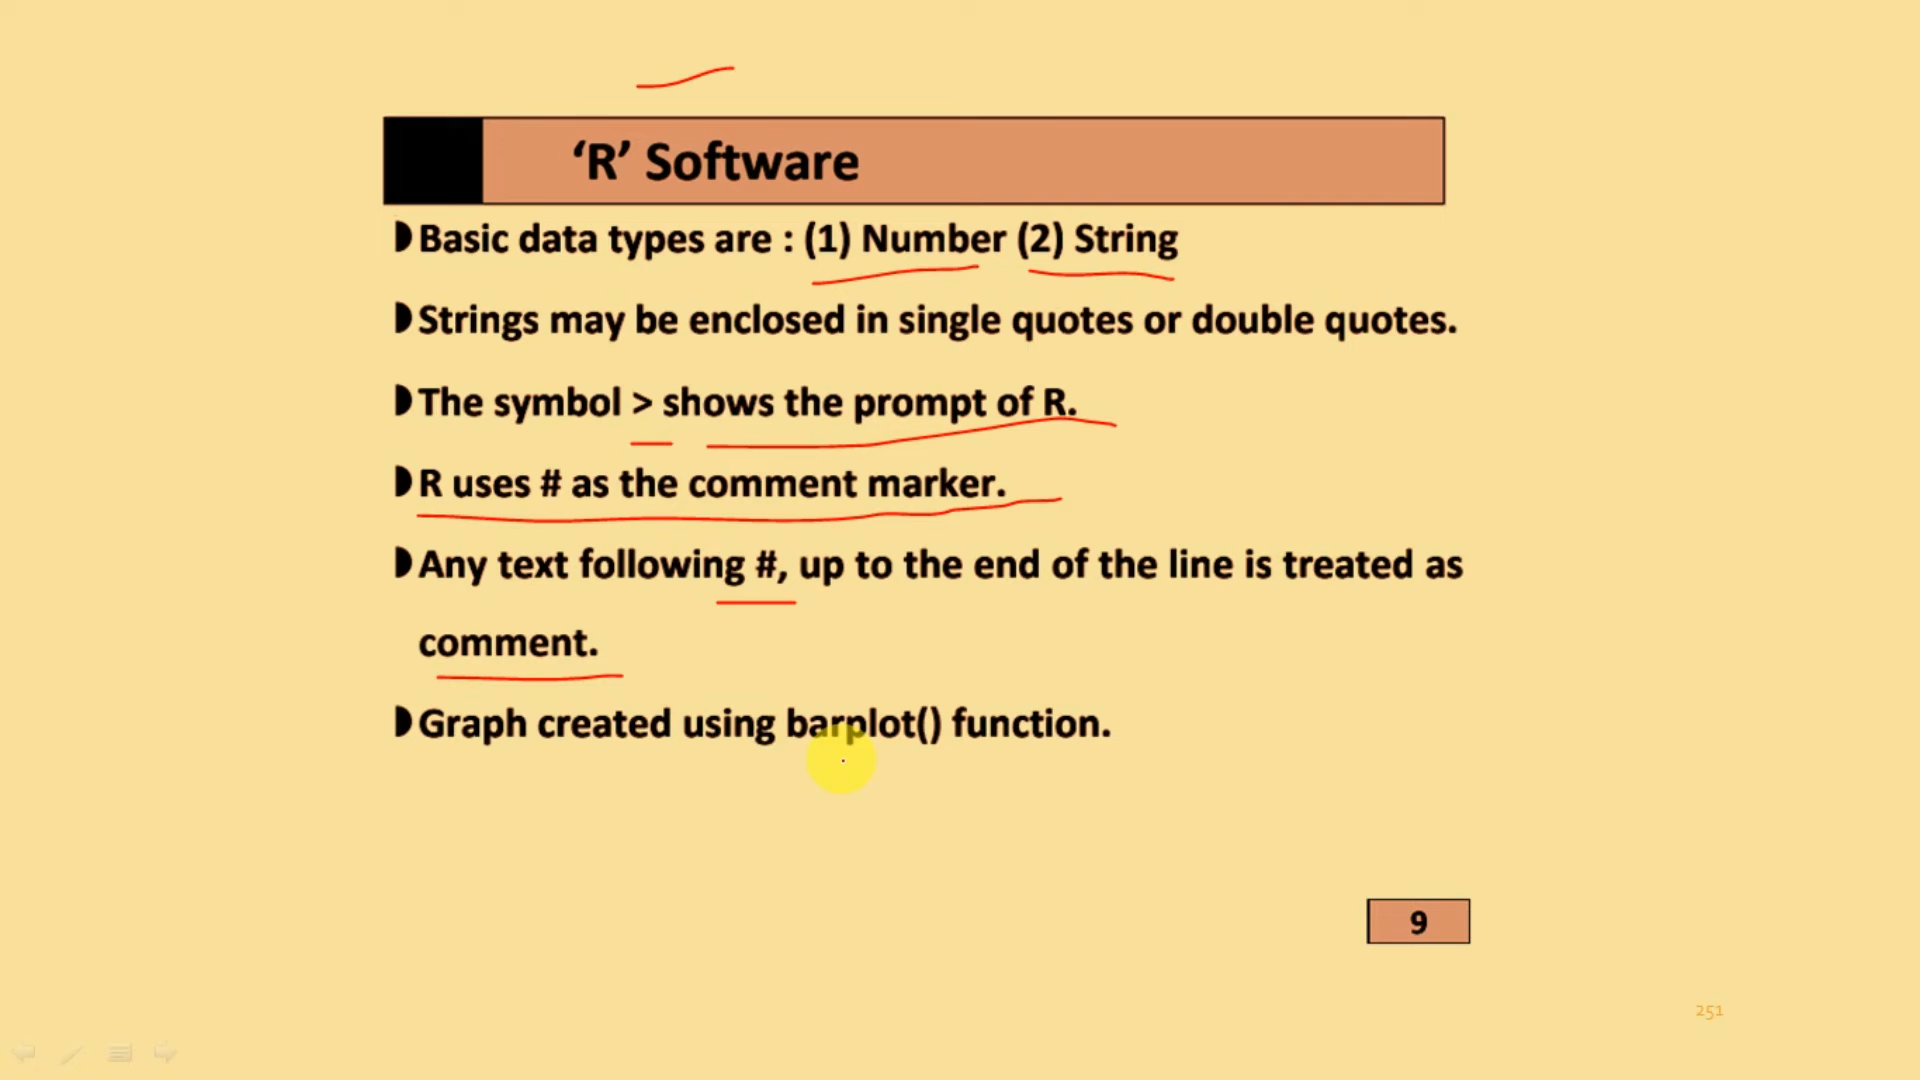 ‘R’ Software
Basic data types are : (1) Number (2) String
Strings may be enclosed in single quotes or double quotes.
The symbol > shows the prompt of R.
R uses # as the comment marker.
Any text following #, up to the end of the line is treated as
comment.
Graph created using barplot() function.
9
251